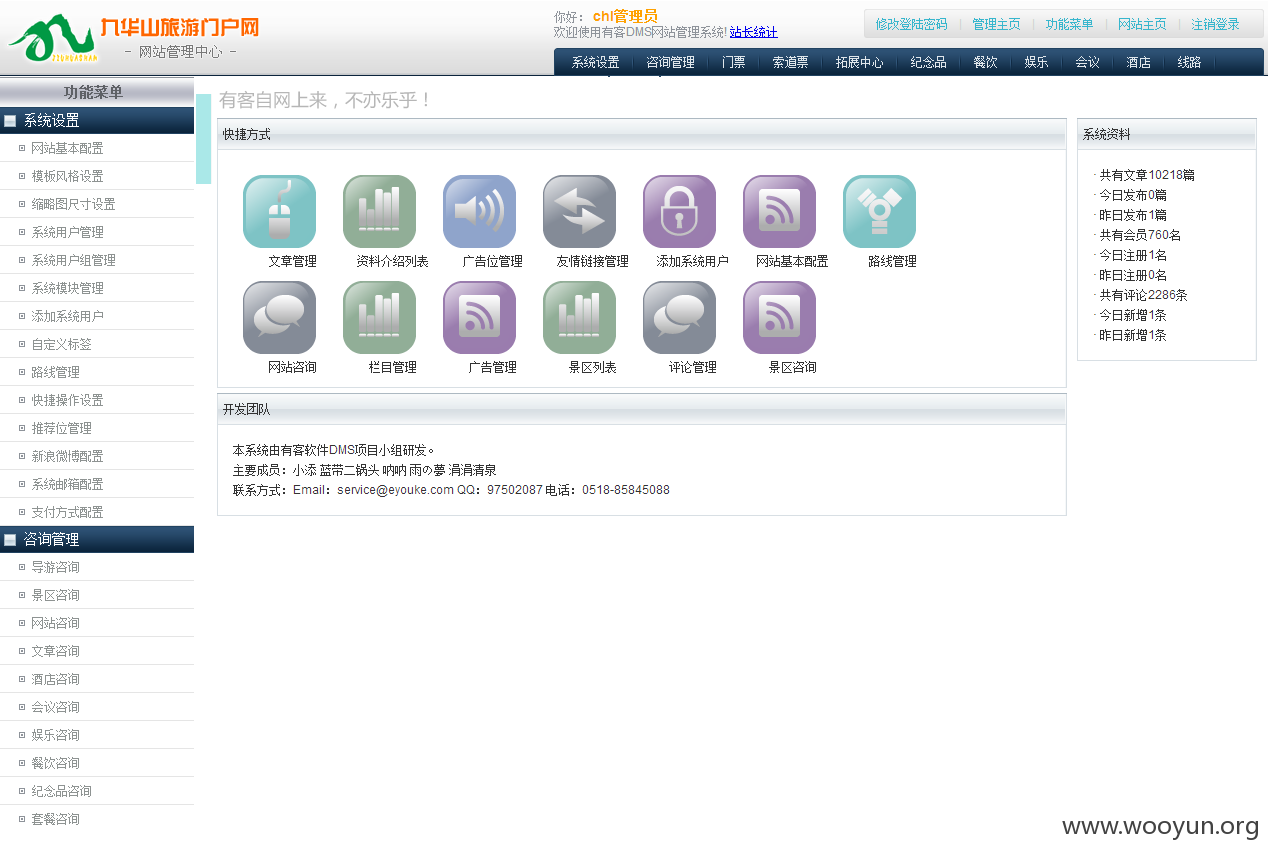 九华山旅游门户网
JIUHUASHAN
- 网站管理中心 -
你好： chl管理员
欢迎使用有客DMS网站管理系统! 站长统计
修改登陆密码 管理主页 功能菜单 网站主页 注销登录
系统设置 咨询管理 门票 索道票 拓展中心 纪念品 餐饮 娱乐 会议 酒店 线路
功能菜单
系统设置
网站基本配置
模板风格设置
缩略图尺寸设置
系统用户管理
系统用户组管理
系统模块管理
添加系统用户
自定义标签
路线管理
快捷操作设置
推荐位管理
新浪微博配置
系统邮箱配置
支付方式配置
咨询管理
导游咨询
景区咨询
网站咨询
文章咨询
酒店咨询
会议咨询
娱乐咨询
餐饮咨询
纪念品咨询
套餐咨询
有客自网上来，不亦乐乎！
快捷方式
文章管理 资料介绍列表 广告位管理 友情链接管理 添加系统用户 网站基本配置 路线管理
网站咨询 栏目管理 广告管理 景区列表 评论管理 景区咨询
开发团队
本系统由有客软件DMS项目小组研发。
主要成员：小添 蓝带二锅头 呐呐 雨の夢 涓涓清泉
联系方式：Email：service@eyouke.com QQ：97502087 电话：0518-85845088
系统资料
- 共有文章10218篇
- 今日发布0篇
- 昨日发布1篇
- 共有会员760名
- 今日注册1名
- 昨日注册0名
- 共有评论2286条
- 今日新增1条
- 昨日新增1条
www.wooyun.org